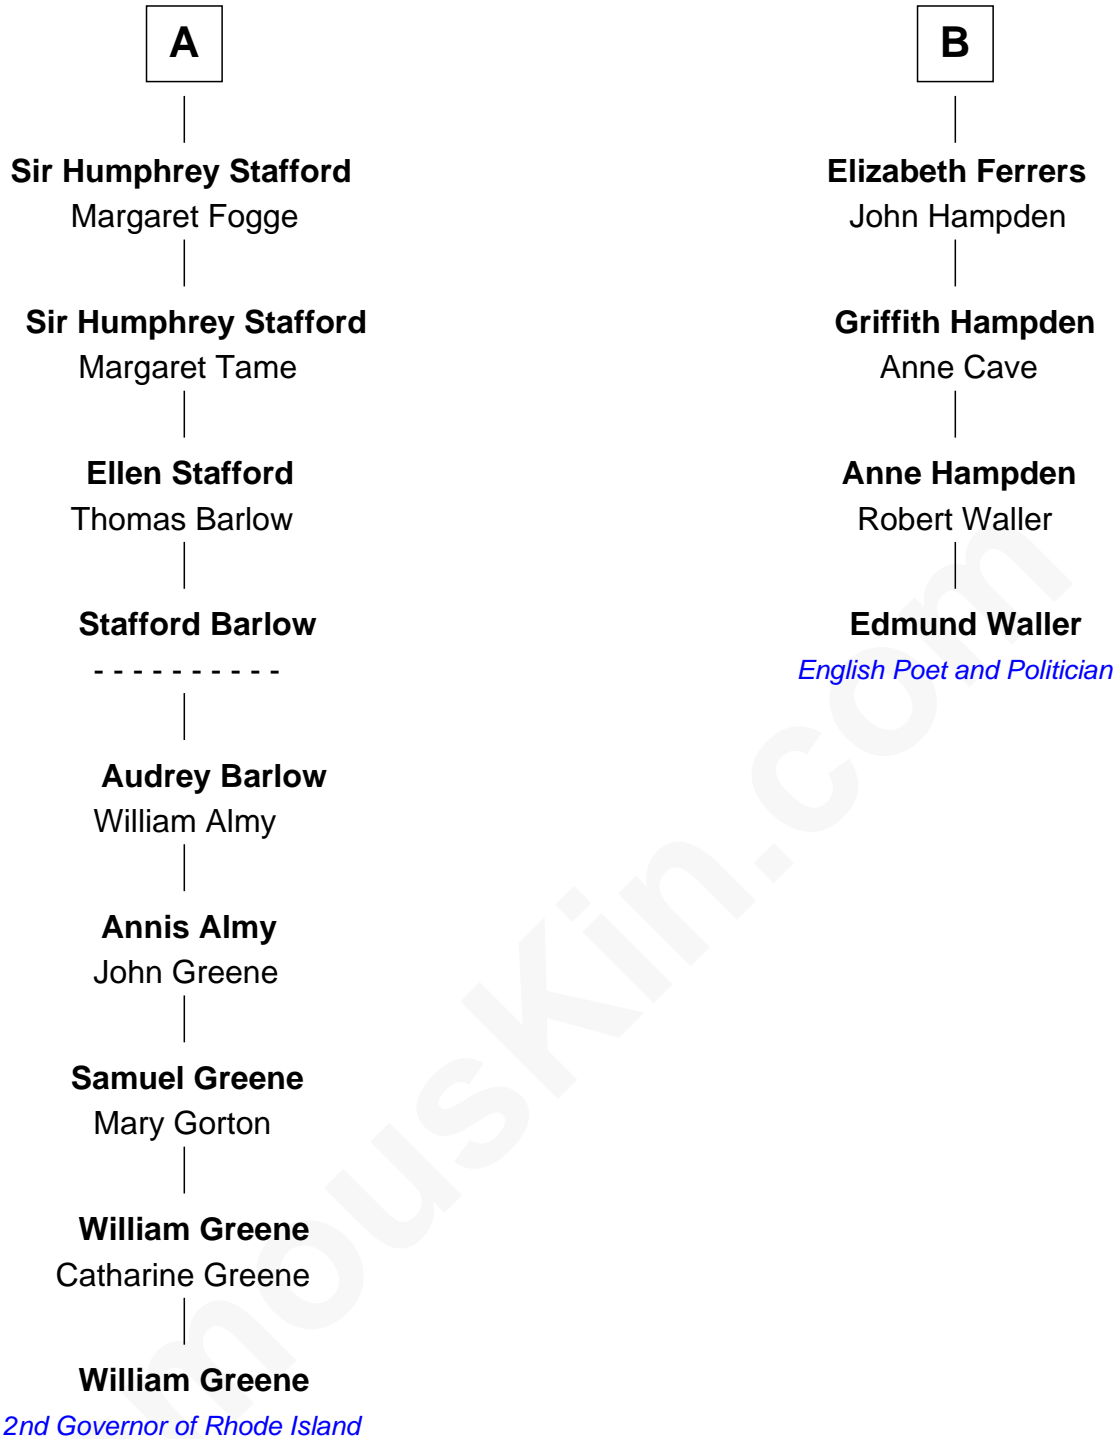 A
Sir Humphrey Stafford
Margaret Fogge
Sir Humphrey Stafford
Margaret Tame
Ellen Stafford
Thomas Barlow
Stafford Barlow
- - - - - - - - - -
Audrey Barlow
William Almy
Annis Almy
John Greene
Samuel Greene
Mary Gorton
William Greene
Catharine Greene
William Greene
2nd Governor of Rhode Island
B
Elizabeth Ferrers
John Hampden
Griffith Hampden
Anne Cave
Anne Hampden
Robert Waller
Edmund Waller
English Poet and Politician
mousKin.com